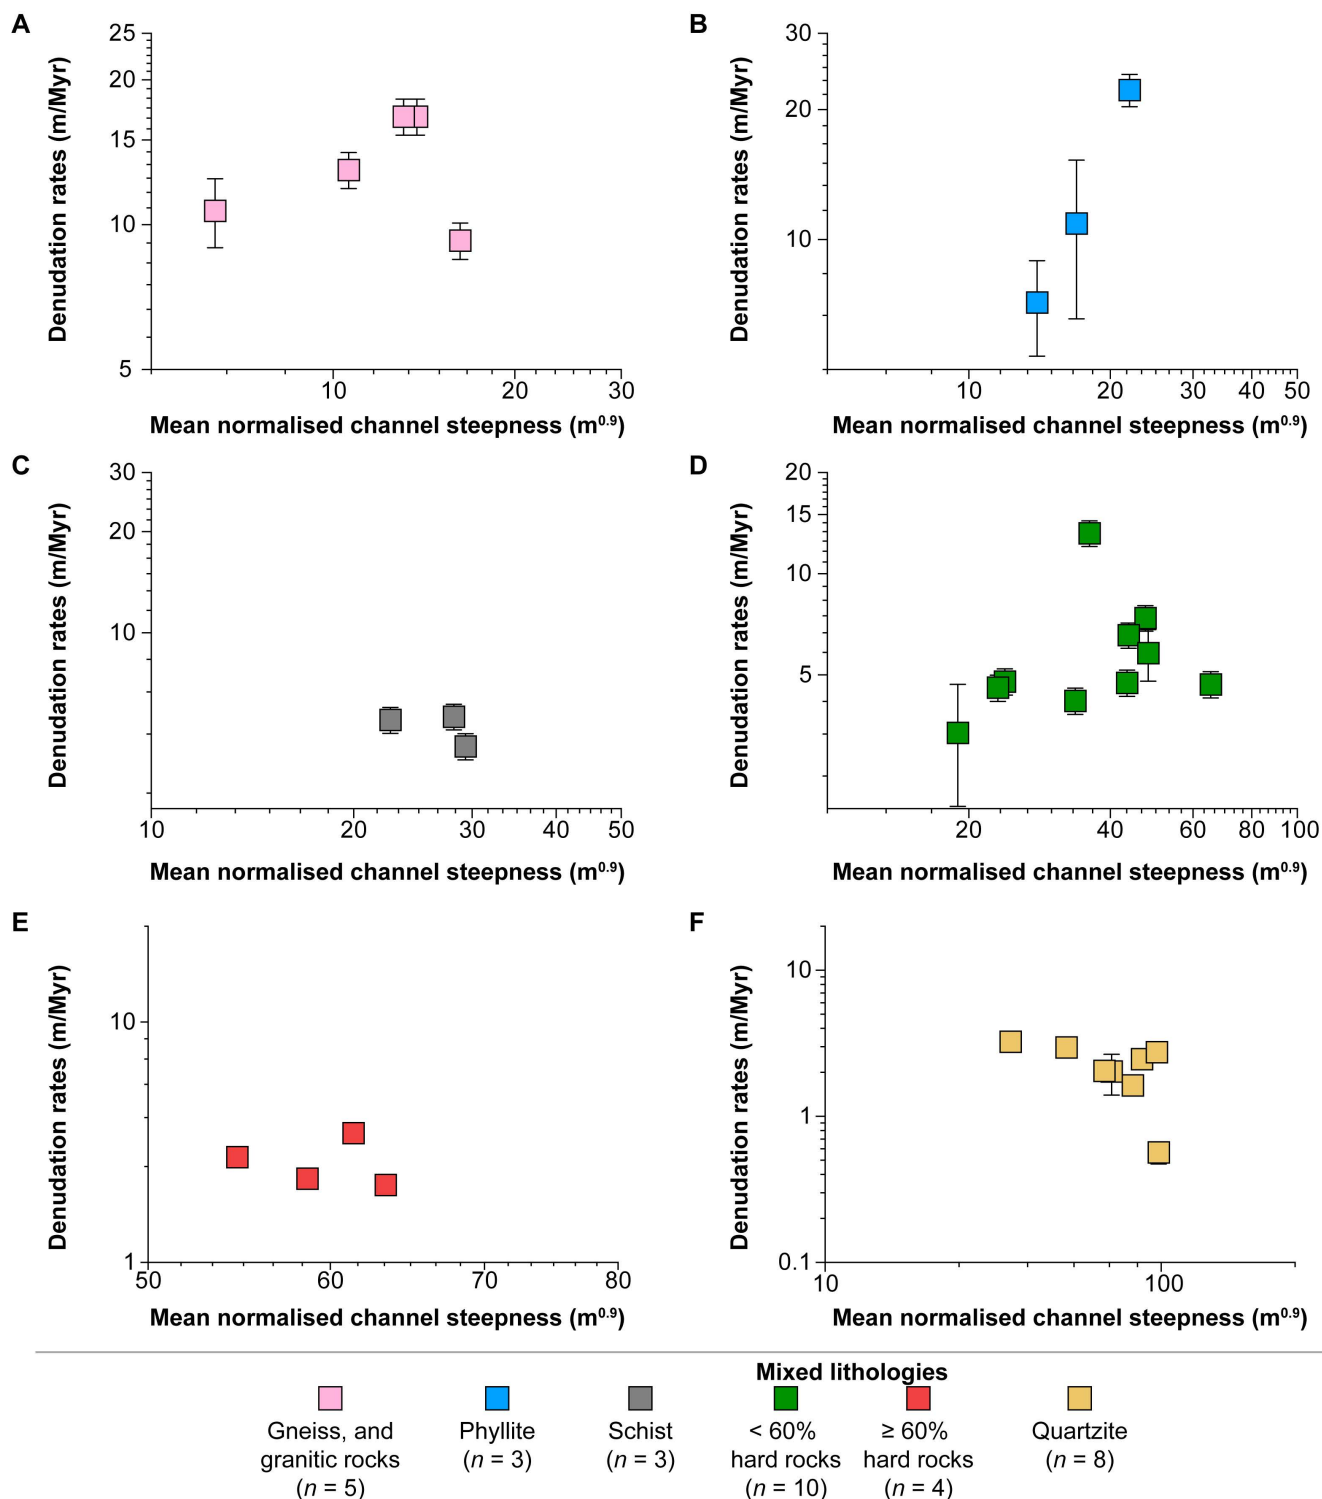 A
25
20
15
10
5
Denudation rates (m/Myr)
10
20
30
Mean normalised channel steepness (m⁰·⁹)
B
30
20
10
Denudation rates (m/Myr)
10
20
30
40
50
Mean normalised channel steepness (m⁰·⁹)
C
30
20
10
Denudation rates (m/Myr)
10
20
30
40
50
Mean normalised channel steepness (m⁰·⁹)
D
20
15
10
5
Denudation rates (m/Myr)
20
40
60
80
100
Mean normalised channel steepness (m⁰·⁹)
E
10
1
Denudation rates (m/Myr)
50
60
70
80
Mean normalised channel steepness (m⁰·⁹)
F
10
1
0.1
Denudation rates (m/Myr)
10
100
Mean normalised channel steepness (m⁰·⁹)
Mixed lithologies
Gneiss, and
granitic rocks
(n = 5)
Phyllite
(n = 3)
Schist
(n = 3)
< 60%
hard rocks
(n = 10)
≥ 60%
hard rocks
(n = 4)
Quartzite
(n = 8)